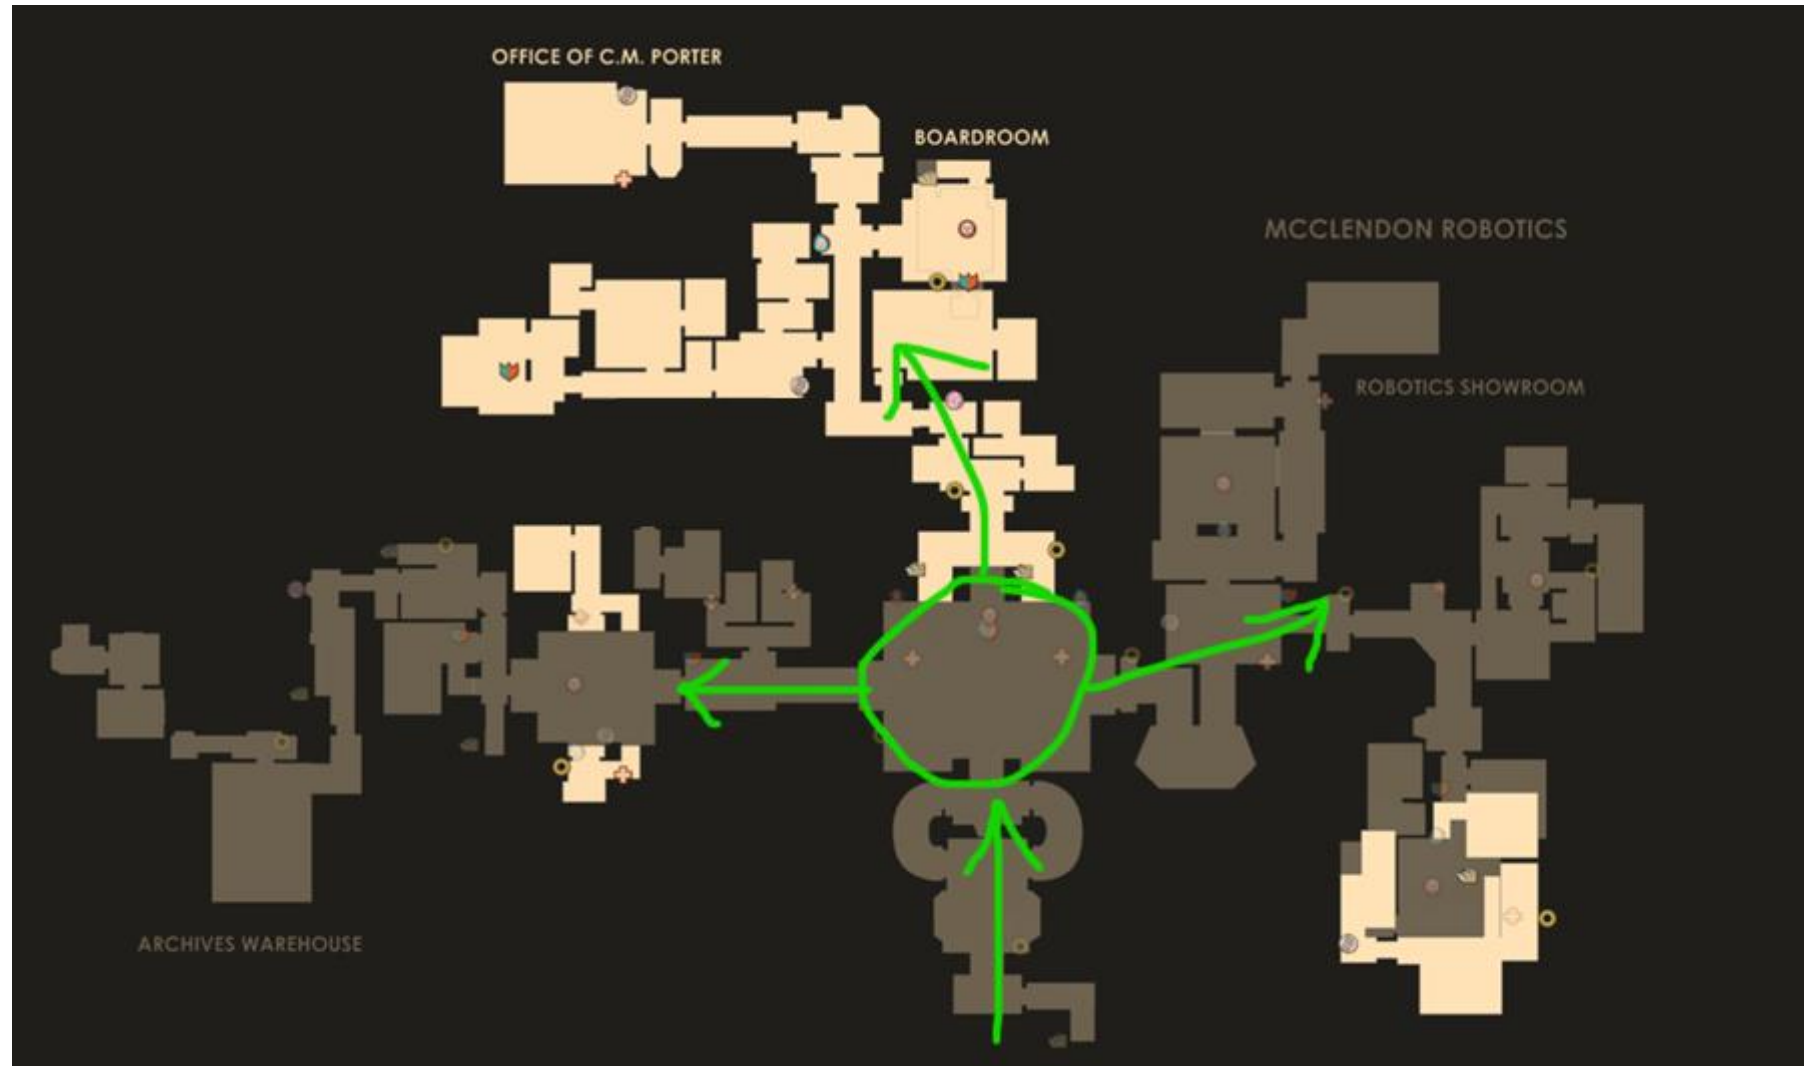 OFFICE OF C.M. PORTER
BOARDROOM
MCCLENDON ROBOTICS
ROBOTICS SHOWROOM
ARCHIVES WAREHOUSE